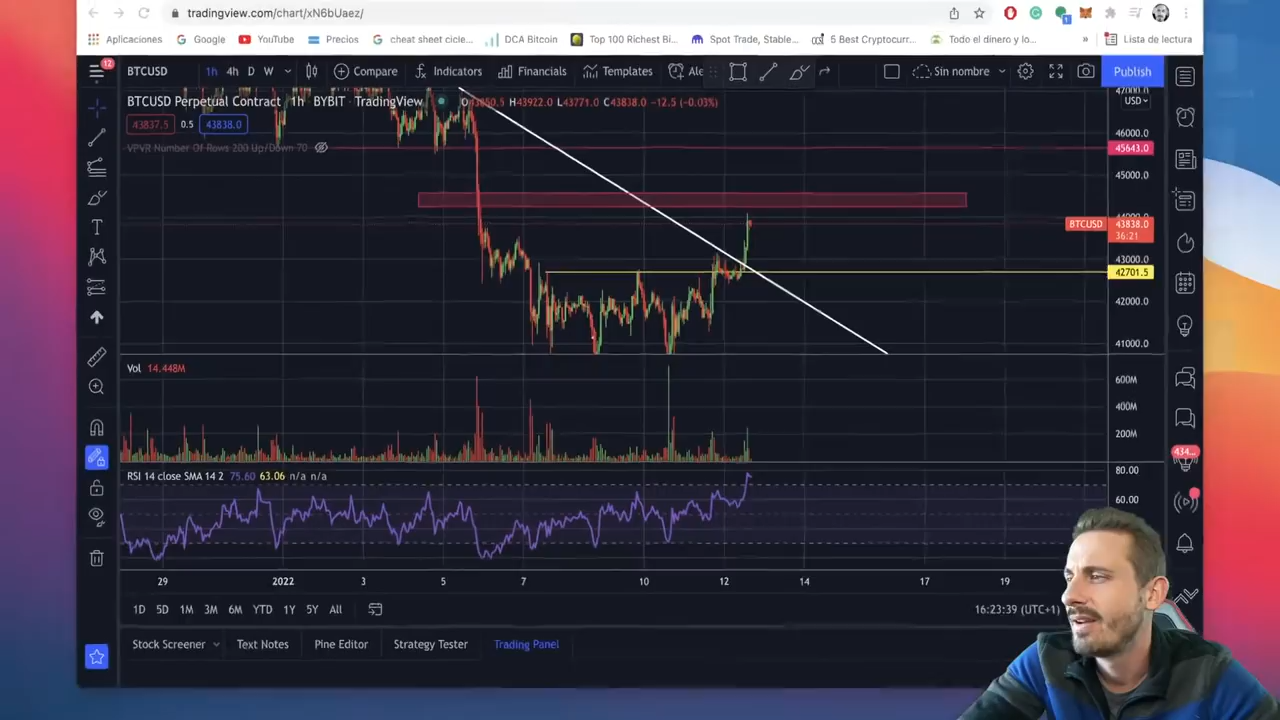 tradingview.com/chart/xN6bUaez/
Aplicaciones Google YouTube Precios cheat sheet cicle... DCA Bitcoin Top 100 Richest Bi... Spot Trade, Stable... 5 Best Cryptocurr... Todo el dinero y lo... » Lista de lectura
12
BTCUSD 1h 4h D W Compare Indicators Financials Templates Ale Sin nombre Publish
BTCUSD Perpetual Contract 1h BYBIT TradingView H43922.0 L43771.0 C43838.0 −12.5 (−0.03%)
USD
43837.5 0.5 43838.0
46000.0
VPVR Number Of Rows 200 Up/Down 70
45643.0
45000.0
BTCUSD 43838.0
36:21
43000.0
42701.5
42000.0
41000.0
Vol 14.448M
600M
400M
200M
434...
RSI 14 close SMA 14 2 75.60 63.06 n/a n/a
80.00
60.00
29 2022 3 5 7 10 12 14 17 19
1D 5D 1M 3M 6M YTD 1Y 5Y All 16:23:39 (UTC+1)
Stock Screener Text Notes Pine Editor Strategy Tester Trading Panel